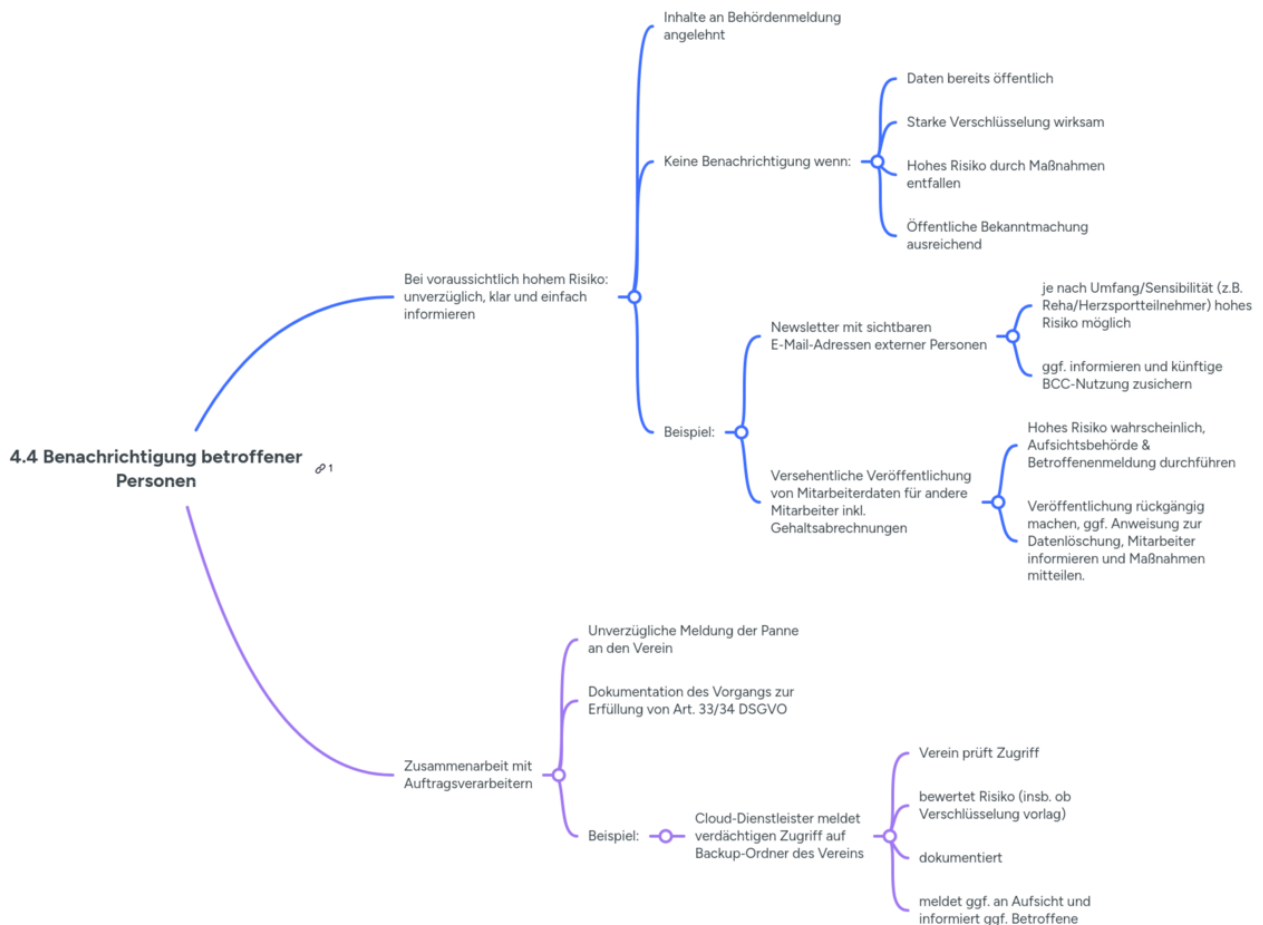 4.4 Benachrichtigung betroffener
Personen
1
Bei voraussichtlich hohem Risiko:
unverzüglich, klar und einfach
informieren
Inhalte an Behördenmeldung
angelehnt
Keine Benachrichtigung wenn:
Daten bereits öffentlich
Starke Verschlüsselung wirksam
Hohes Risiko durch Maßnahmen
entfallen
Öffentliche Bekanntmachung
ausreichend
Beispiel:
Newsletter mit sichtbaren
E-Mail-Adressen externer Personen
je nach Umfang/Sensibilität (z.B.
Reha/Herzsportteilnehmer) hohes
Risiko möglich
ggf. informieren und künftige
BCC-Nutzung zusichern
Versehentliche Veröffentlichung
von Mitarbeiterdaten für andere
Mitarbeiter inkl.
Gehaltsabrechnungen
Hohes Risiko wahrscheinlich,
Aufsichtsbehörde &
Betroffenenmeldung durchführen
Veröffentlichung rückgängig
machen, ggf. Anweisung zur
Datenlöschung, Mitarbeiter
informieren und Maßnahmen
mitteilen.
Zusammenarbeit mit
Auftragsverarbeitern
Unverzügliche Meldung der Panne
an den Verein
Dokumentation des Vorgangs zur
Erfüllung von Art. 33/34 DSGVO
Beispiel:
Cloud-Dienstleister meldet
verdächtigen Zugriff auf
Backup-Ordner des Vereins
Verein prüft Zugriff
bewertet Risiko (insb. ob
Verschlüsselung vorlag)
dokumentiert
meldet ggf. an Aufsicht und
informiert ggf. Betroffene